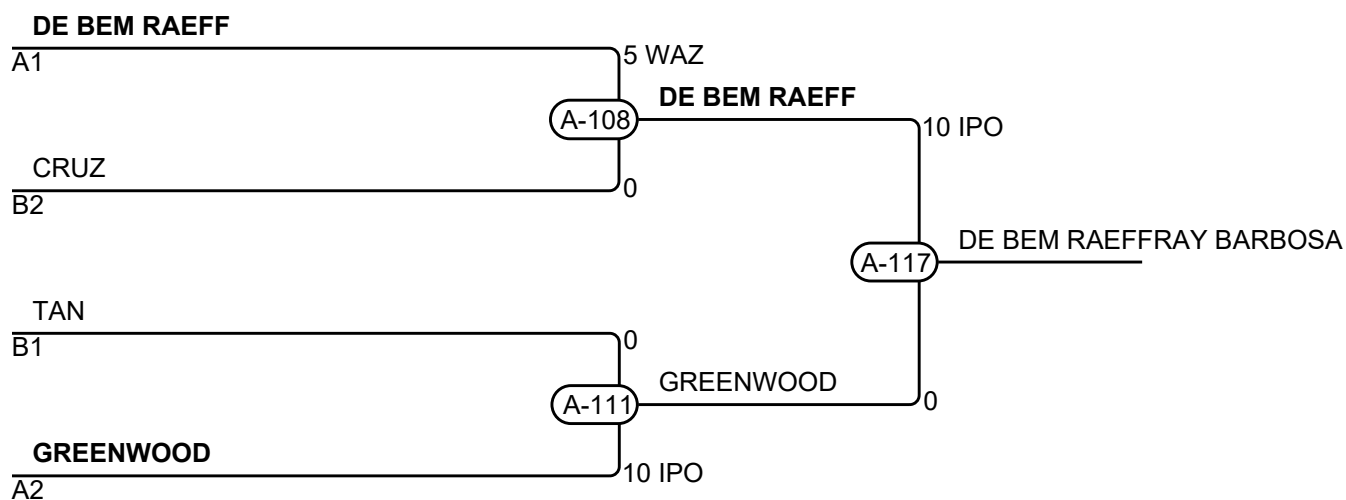 DE BEM RAEFF
A1
5 WAZ
A-108
DE BEM RAEFF
10 IPO
CRUZ
B2
0
A-117
DE BEM RAEFFRAY BARBOSA
TAN
B1
0
A-111
GREENWOOD
0
GREENWOOD
A2
10 IPO